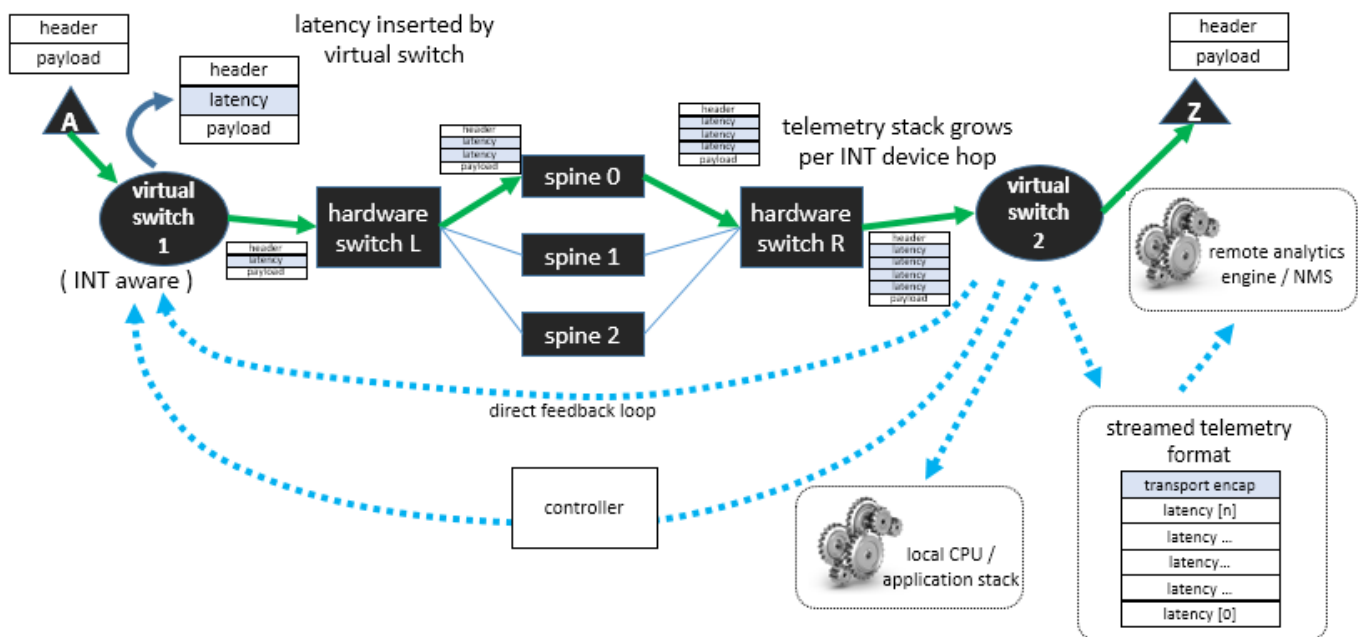 header
payload
latency inserted by
virtual switch
header
latency
payload
header
payload
A
Z
header
latency
latency
payload
header
latency
latency
latency
payload
telemetry stack grows
per INT device hop
virtual
switch
1
( INT aware )
header
latency
payload
hardware
switch L
spine 0
spine 1
spine 2
hardware
switch R
header
latency
latency
latency
latency
payload
virtual
switch
2
remote analytics
engine / NMS
direct feedback loop
controller
local CPU /
application stack
streamed telemetry
format
transport encap
latency [n]
latency ...
latency...
latency ...
latency [0]